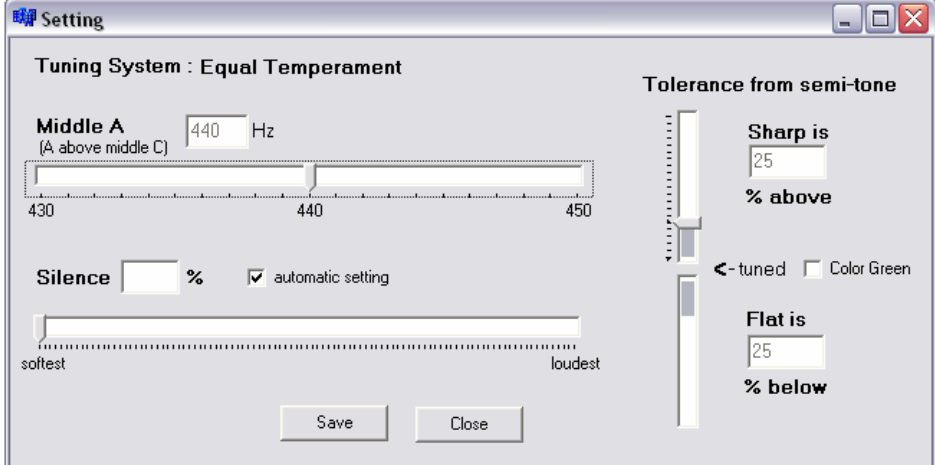 Setting
Tuning System : Equal Temperament
Middle A
(A above middle C)
440 Hz
430 440 450
Silence % automatic setting
softest loudest
Save Close
Tolerance from semi-tone
Sharp is
25
% above
<- tuned Color Green
Flat is
25
% below